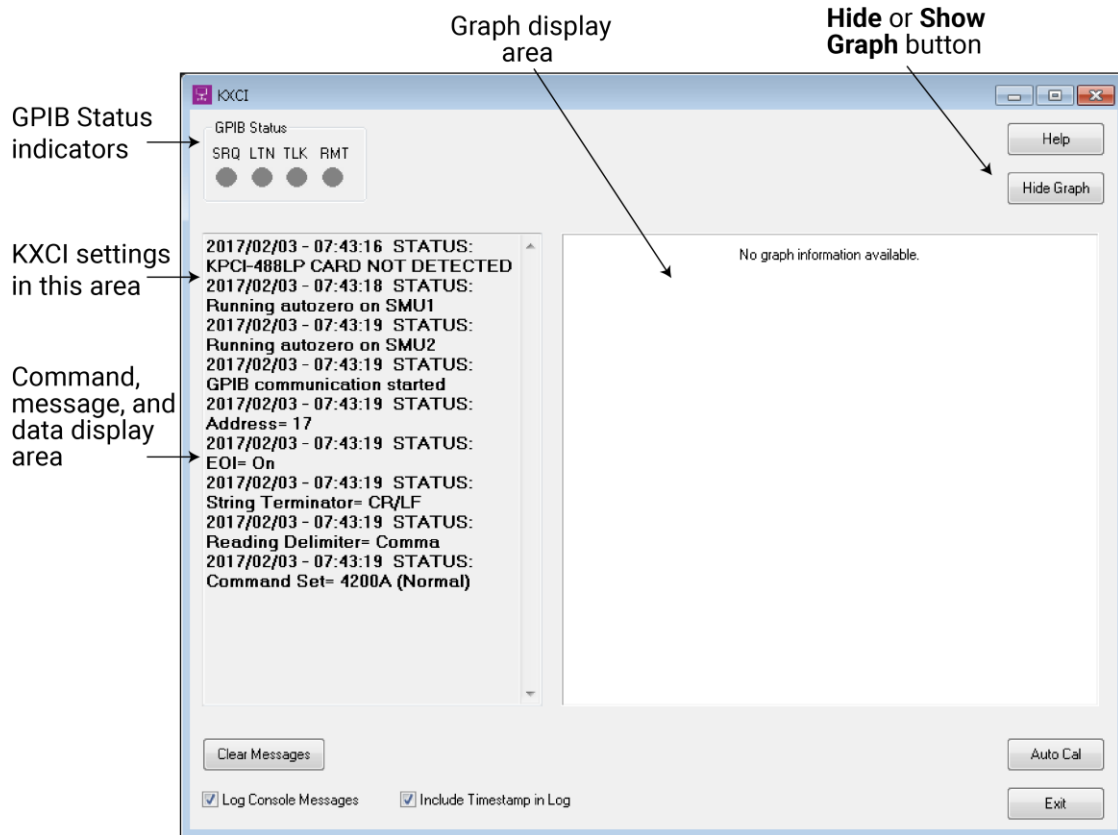 Graph display
area
Hide or Show
Graph button
KXCI
GPIB Status
indicators
GPIB Status
SRQ LTN TLK RMT
Help
Hide Graph
KXCI settings
in this area
2017/02/03 - 07:43:16 STATUS:
KPCI-488LP CARD NOT DETECTED
2017/02/03 - 07:43:18 STATUS:
Running autozero on SMU1
2017/02/03 - 07:43:19 STATUS:
Running autozero on SMU2
2017/02/03 - 07:43:19 STATUS:
GPIB communication started
2017/02/03 - 07:43:19 STATUS:
Address= 17
2017/02/03 - 07:43:19 STATUS:
EOI= On
2017/02/03 - 07:43:19 STATUS:
String Terminator= CR/LF
2017/02/03 - 07:43:19 STATUS:
Reading Delimiter= Comma
2017/02/03 - 07:43:19 STATUS:
Command Set= 4200A (Normal)
No graph information available.
Command,
message, and
data display
area
Clear Messages
Auto Cal
Log Console Messages
Include Timestamp in Log
Exit